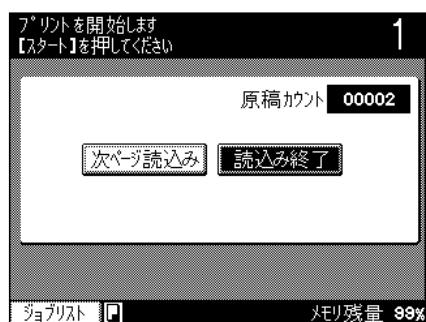 プリントを開始します
【スタート】を押してください
1
原稿カウント 00002
次ページ読込み 読込み終了
ジョブリスト メモリ残量 99%